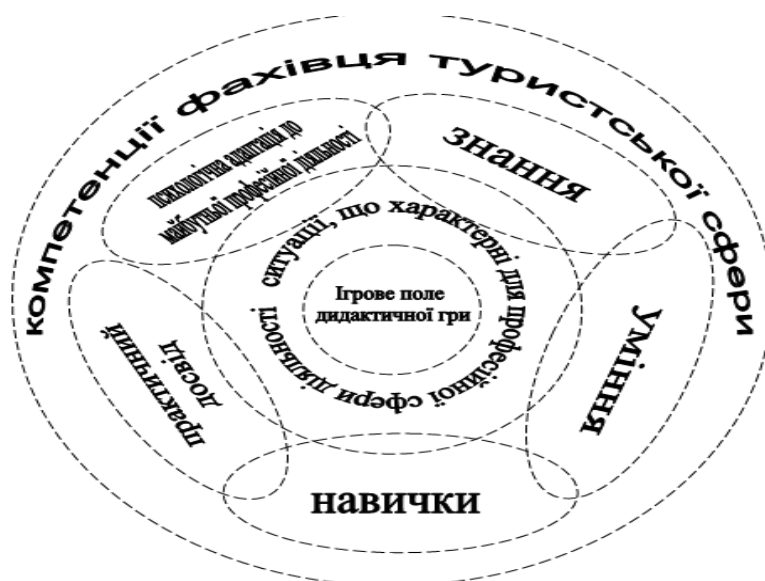 компетенції фахівця туристської сфери
психологічна адаптація до
майбутньої професійної діяльності
знання
ситуації, що характерні для професійної сфери діяльності
Ігрове поле
дидактичної гри
практичний
досвід
уміння
навички